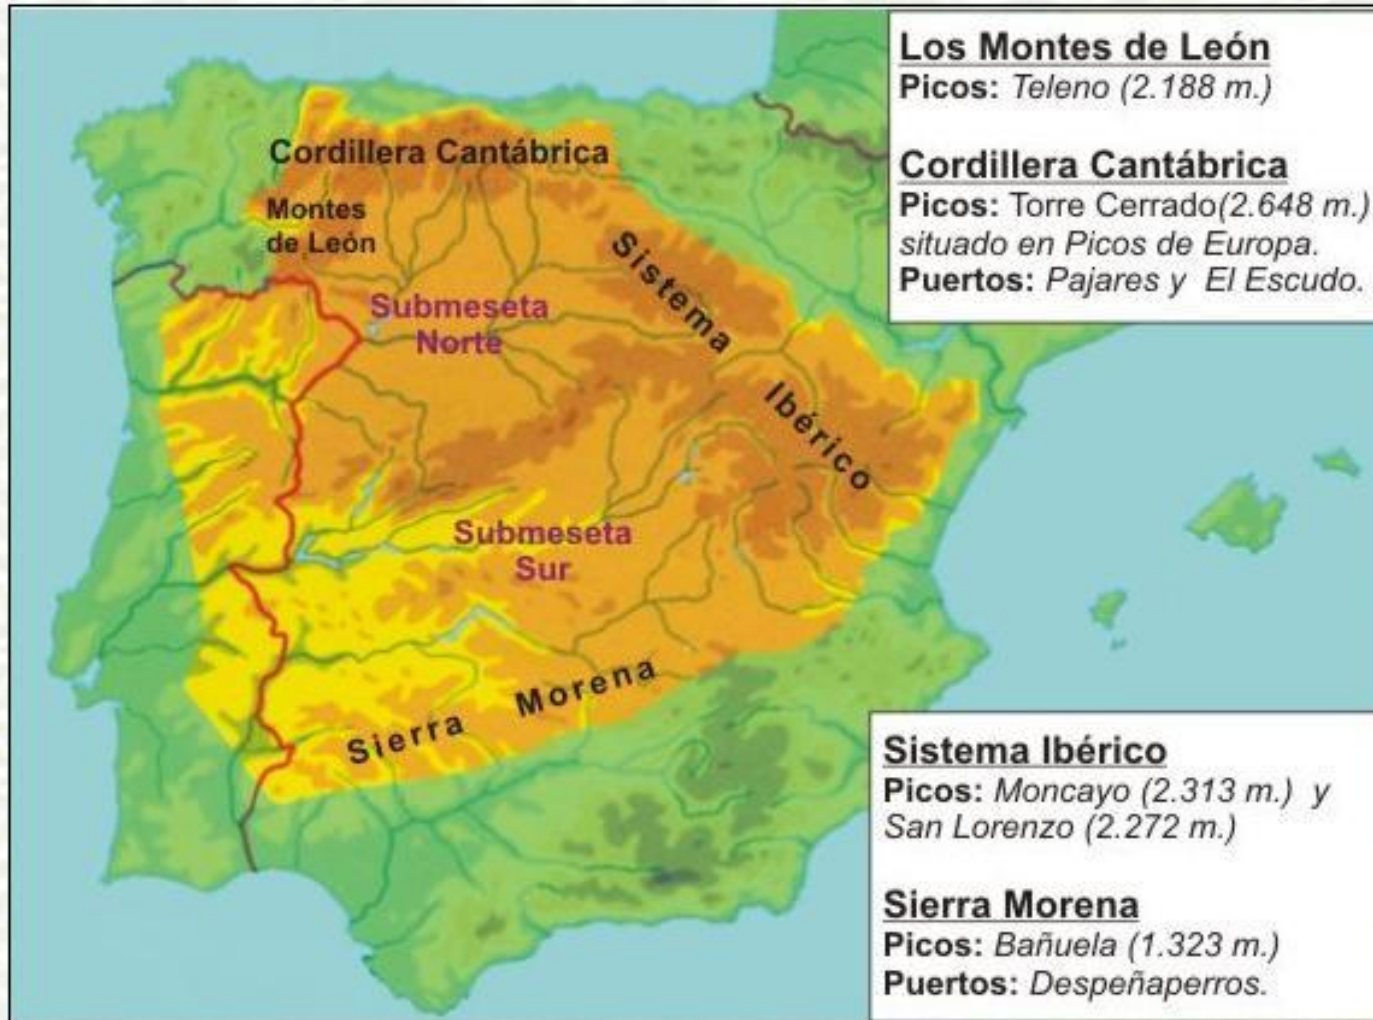 Los Montes de León
Picos: Teleno (2.188 m.)
Cordillera Cantábrica
Picos: Torre Cerrado(2.648 m.)
situado en Picos de Europa.
Puertos: Pajares y El Escudo.
Cordillera Cantábrica
Montes
de León
Sistema Ibérico
Submeseta
Norte
Submeseta
Sur
Sierra Morena
Sistema Ibérico
Picos: Moncayo (2.313 m.) y
San Lorenzo (2.272 m.)
Sierra Morena
Picos: Bañuela (1.323 m.)
Puertos: Despeñaperros.